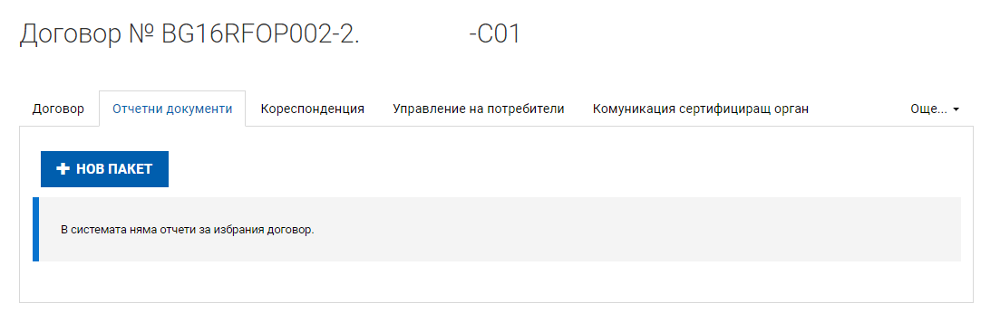 Договор № BG16RFOP002-2. -C01
Договор Отчетни документи Кореспонденция Управление на потребители Комуникация сертифициращ орган Още...
НОВ ПАКЕТ
В системата няма отчети за избрания договор.